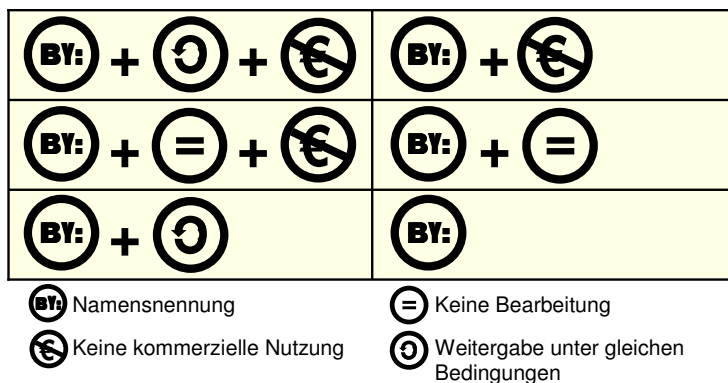 BY: + + € BY: + €
BY: + = + € BY: + =
BY: + BY:
BY: Namensnennung
= Keine Bearbeitung
€ Keine kommerzielle Nutzung
Weitergabe unter gleichen
Bedingungen